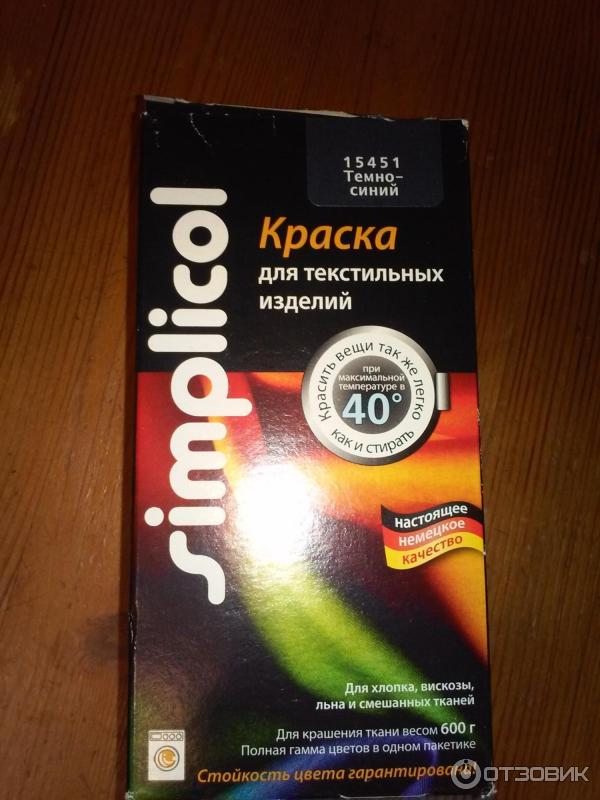 15451
Темно-
синий
simplicol
Краска
для текстильных
изделий
Красить вещи так же легко
как и стирать
при
максимальной
температуре в
40°
настоящее
немецкое
качество
Для хлопка, вискозы,
льна и смешанных тканей
Для крашения ткани весом 600 г
Полная гамма цветов в одном пакетике
Стойкость цвета гарантирована!
ОТЗОВИК